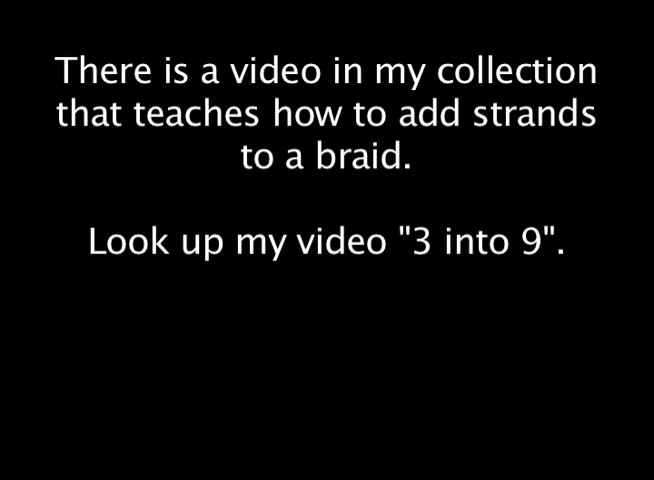 There is a video in my collection
that teaches how to add strands
to a braid.
Look up my video "3 into 9".